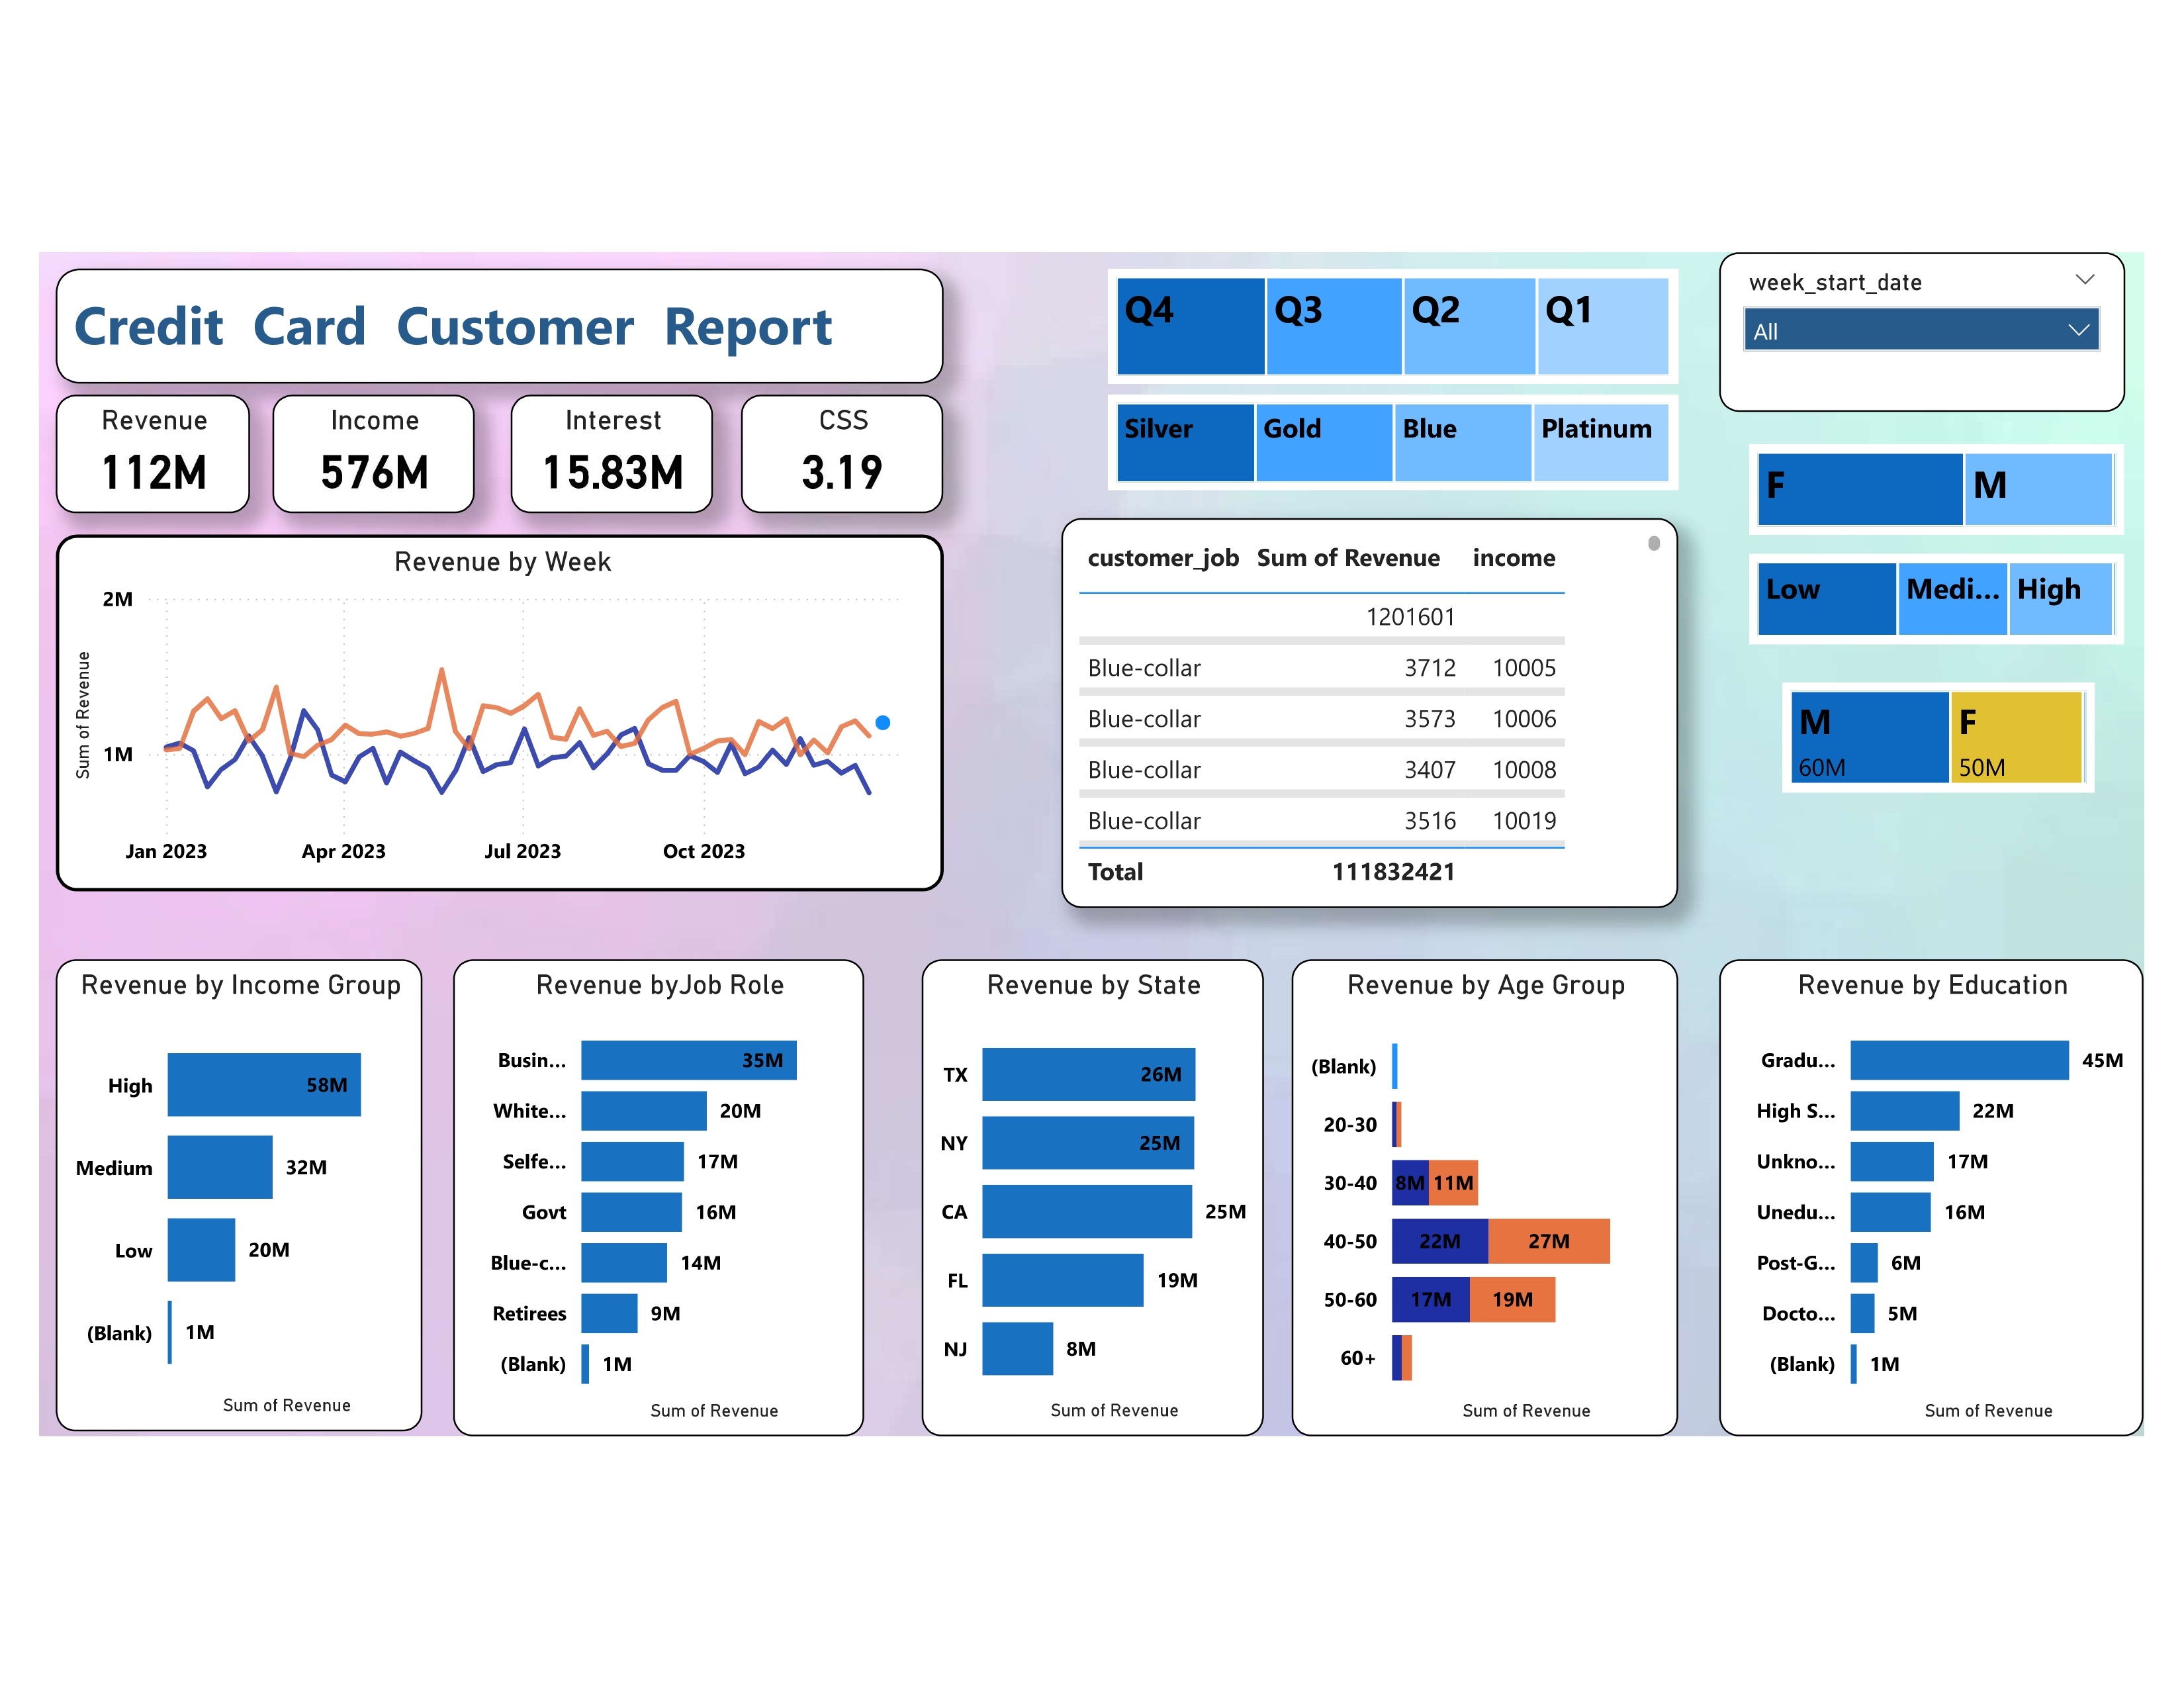 Credit Card Customer Report
Revenue
112M
Income
576M
Interest
15.83M
CSS
3.19
Q4 Q3 Q2 Q1
Silver Gold Blue Platinum
week_start_date
All
F M
Low Medi... High
M F
60M 50M
Revenue by Week
Sum of Revenue
2M
1M
Jan 2023 Apr 2023 Jul 2023 Oct 2023
customer_job Sum of Revenue income
1201601
Blue-collar 3712 10005
Blue-collar 3573 10006
Blue-collar 3407 10008
Blue-collar 3516 10019
Total 111832421
Revenue by Income Group
High 58M
Medium 32M
Low 20M
(Blank) 1M
Sum of Revenue
Revenue byJob Role
Busin... 35M
White... 20M
Selfe... 17M
Govt 16M
Blue-c... 14M
Retirees 9M
(Blank) 1M
Sum of Revenue
Revenue by State
TX 26M
NY 25M
CA 25M
FL 19M
NJ 8M
Sum of Revenue
Revenue by Age Group
(Blank)
20-30
30-40 8M 11M
40-50 22M 27M
50-60 17M 19M
60+
Sum of Revenue
Revenue by Education
Gradu... 45M
High S... 22M
Unkno... 17M
Unedu... 16M
Post-G... 6M
Docto... 5M
(Blank) 1M
Sum of Revenue